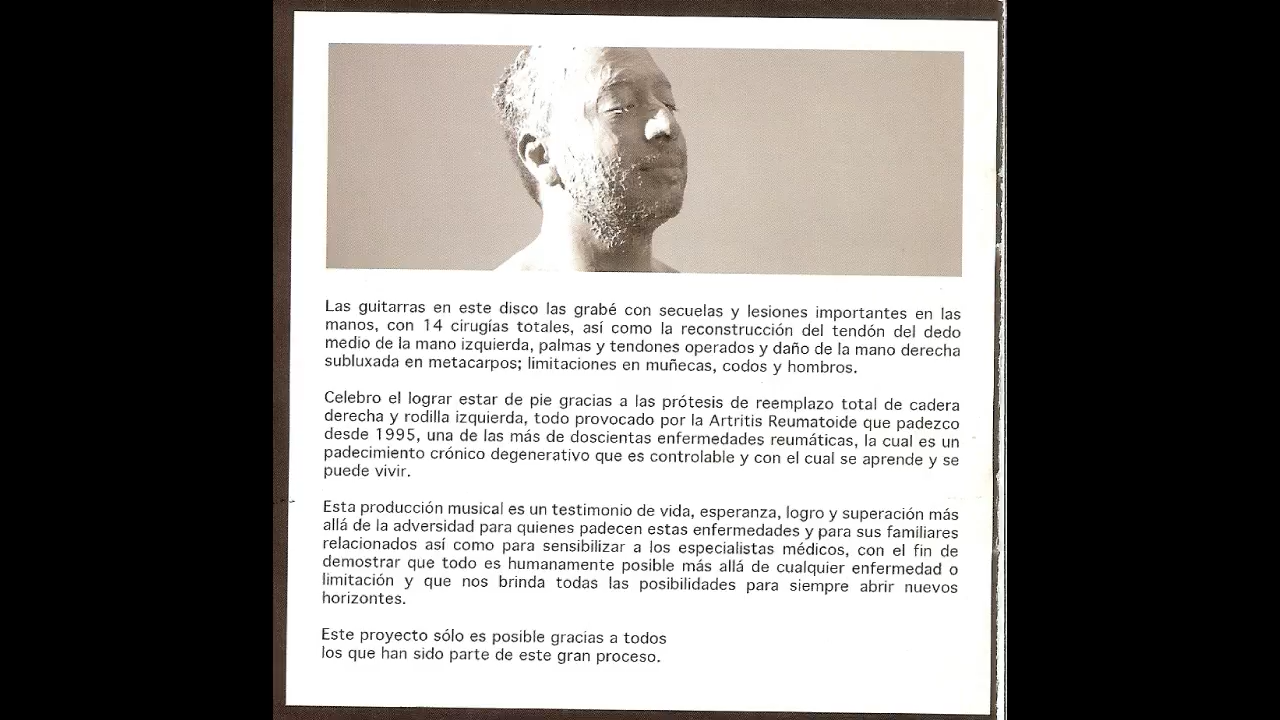 Las guitarras en este disco las grabé con secuelas y lesiones importantes en las
manos, con 14 cirugías totales, así como la reconstrucción del tendón del dedo
medio de la mano izquierda, palmas y tendones operados y daño de la mano derecha
subluxada en metacarpos; limitaciones en muñecas, codos y hombros.
Celebro el lograr estar de pie gracias a las prótesis de reemplazo total de cadera
derecha y rodilla izquierda, todo provocado por la Artritis Reumatoide que padezco
desde 1995, una de las más de doscientas enfermedades reumáticas, la cual es un
padecimiento crónico degenerativo que es controlable y con el cual se aprende y se
puede vivir.
Esta producción musical es un testimonio de vida, esperanza, logro y superación más
allá de la adversidad para quienes padecen estas enfermedades y para sus familiares
relacionados así como para sensibilizar a los especialistas médicos, con el fin de
demostrar que todo es humanamente posible más allá de cualquier enfermedad o
limitación y que nos brinda todas las posibilidades para siempre abrir nuevos
horizontes.
Este proyecto sólo es posible gracias a todos
los que han sido parte de este gran proceso.